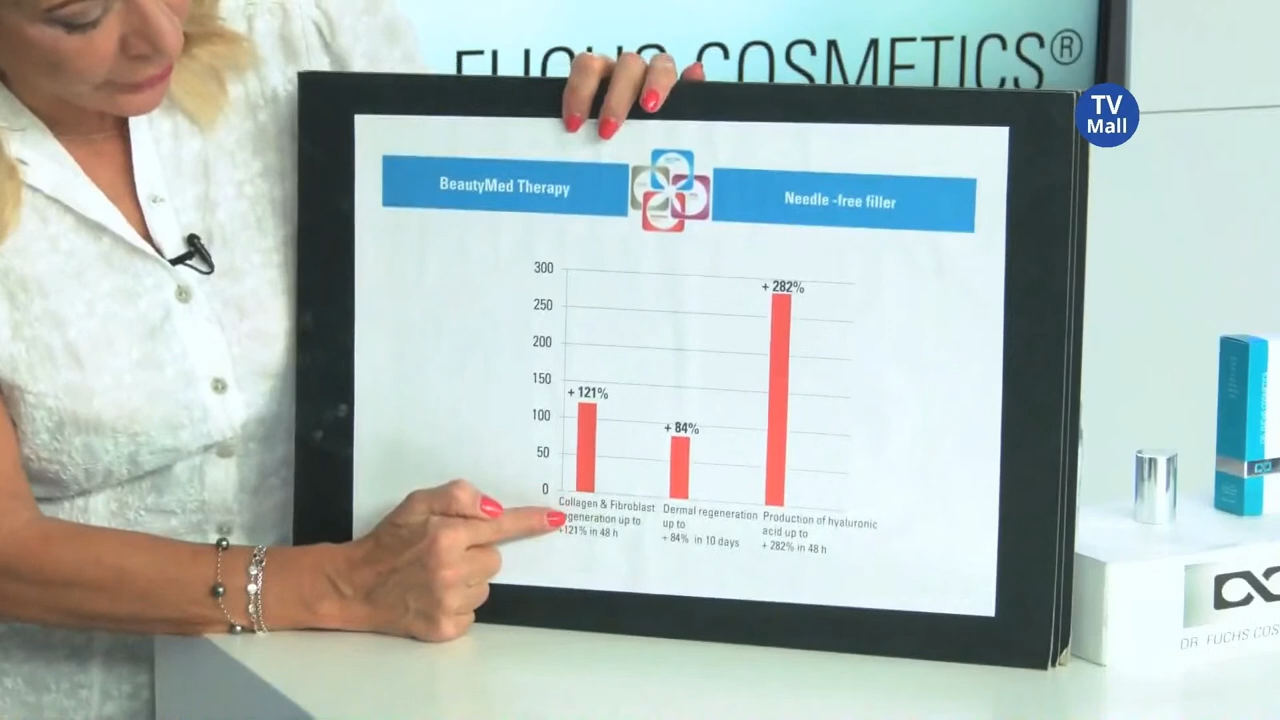 FUCHS COSMETICS®
TV
Mall
BeautyMed Therapy
Needle -free filler
300
250
200
150
100
50
0
+ 121%
+ 84%
+ 282%
Collagen & Fibroblast
egeneration up to
+121% in 48 h
Dermal regeneration
up to
+ 84% in 10 days
Production of hyaluronic
acid up to
+ 282% in 48 h
DR. FUCHS COS